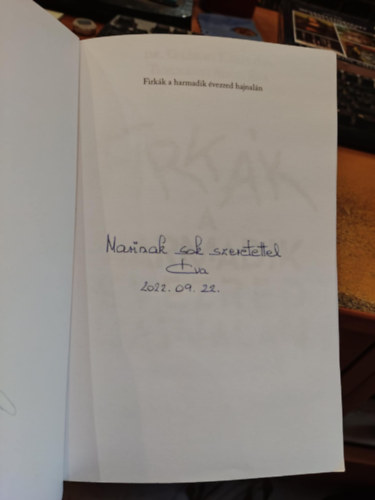 Firkák a harmadik évezred hajnalán
Marinak sok szeretettel
Éva
2022. 09. 22.